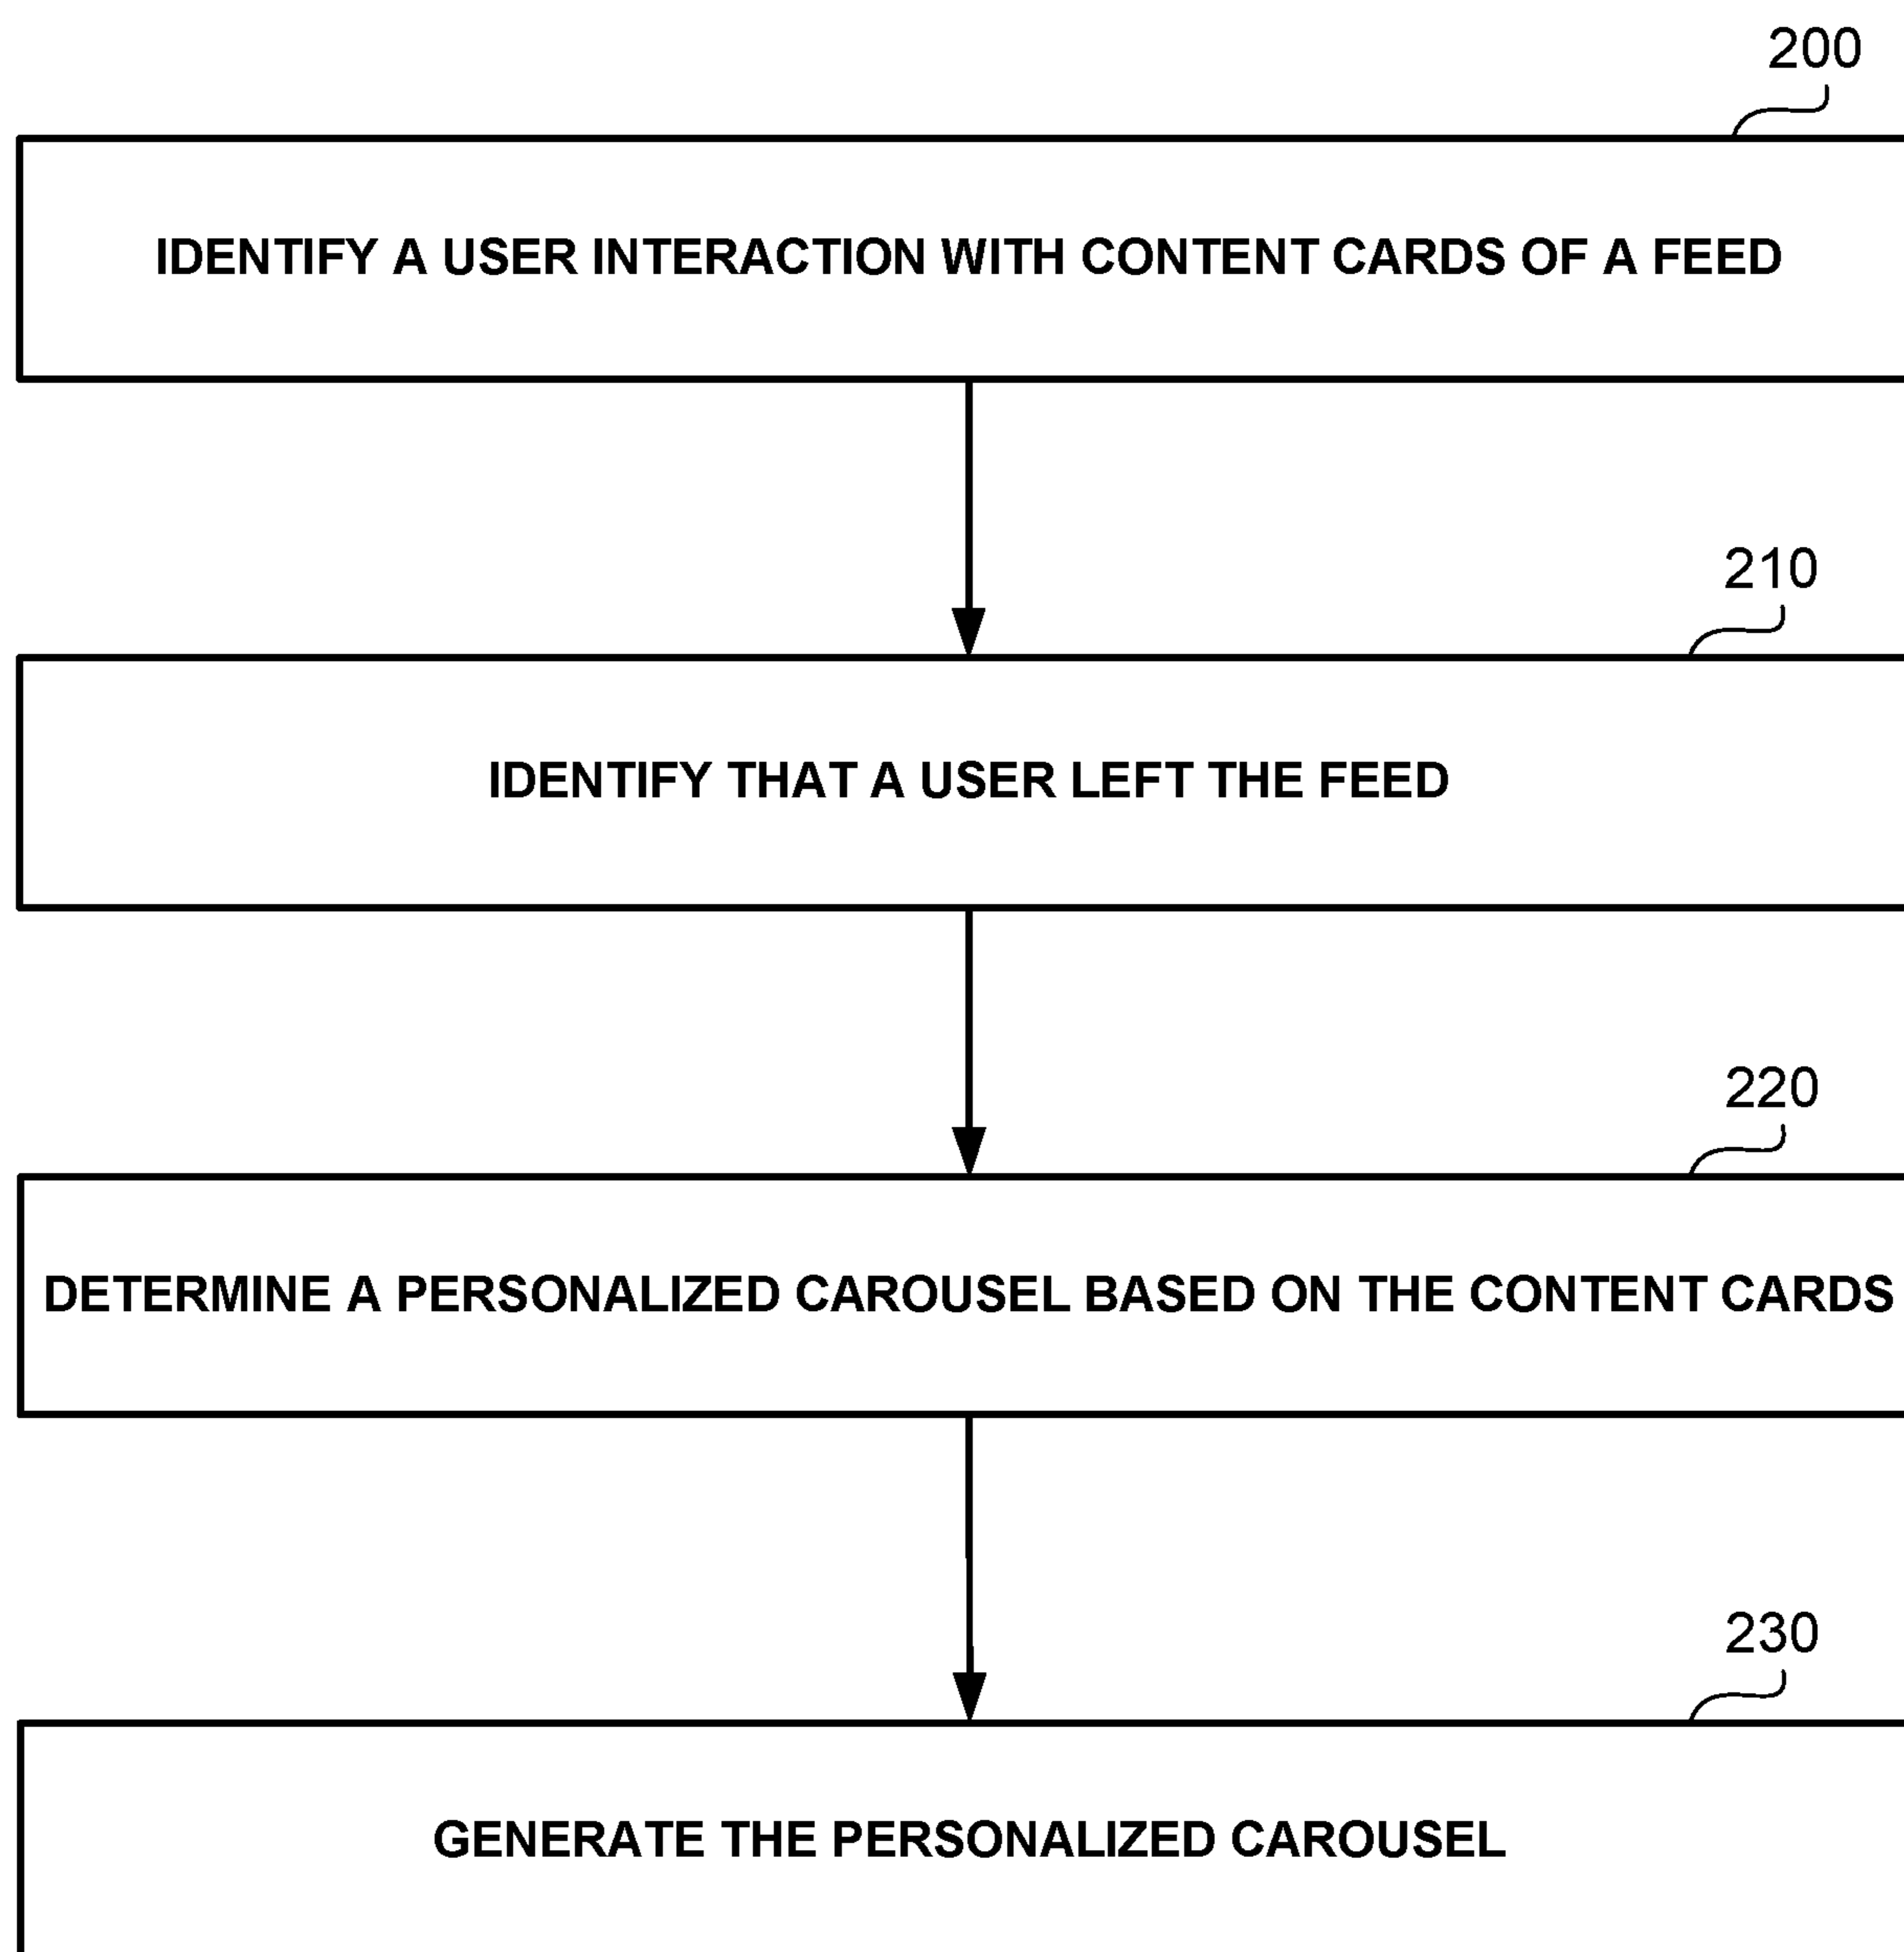 200
IDENTIFY A USER INTERACTION WITH CONTENT CARDS OF A FEED
210
IDENTIFY THAT A USER LEFT THE FEED
220
DETERMINE A PERSONALIZED CAROUSEL BASED ON THE CONTENT CARDS
230
GENERATE THE PERSONALIZED CAROUSEL